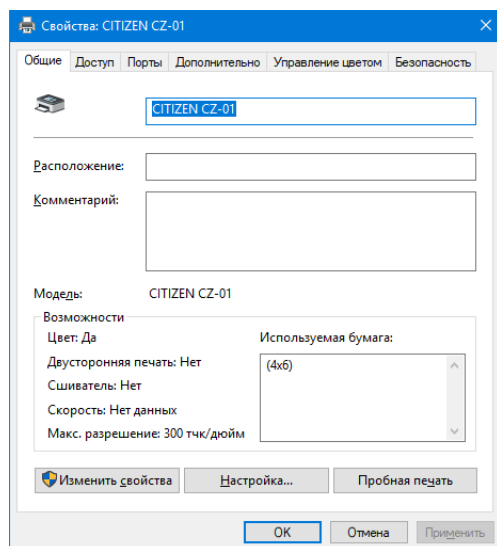 Свойства: CITIZEN CZ-01
Общие Доступ Порты Дополнительно Управление цветом Безопасность
CITIZEN CZ-01
Расположение:
Комментарий:
Модель: CITIZEN CZ-01
Возможности
Цвет: Да
Используемая бумага:
Двусторонняя печать: Нет
(4x6)
Сшиватель: Нет
Скорость: Нет данных
Макс. разрешение: 300 тчк/дюйм
Изменить свойства Настройка... Пробная печать
OK Отмена Применить